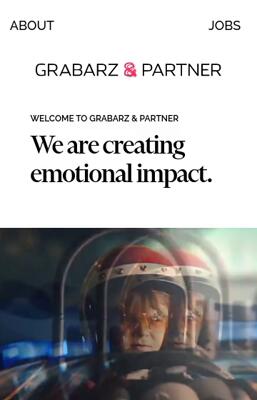 ABOUT JOBS
GRABARZ & PARTNER
WELCOME TO GRABARZ & PARTNER
We are creating
emotional impact.